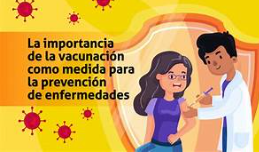 La importancia
de la vacunación
como medida para
la prevención
de enfermedades